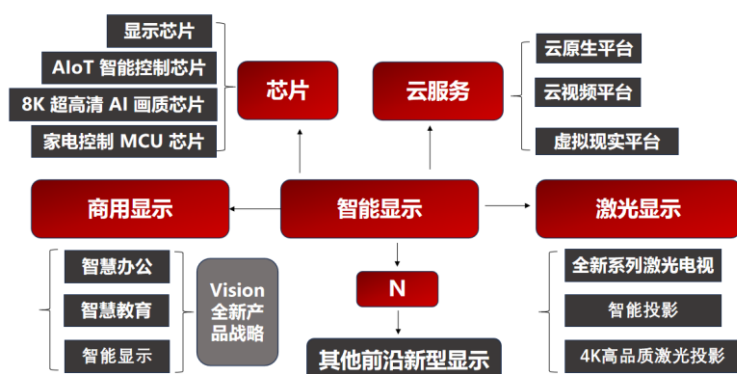 显示芯片
AIoT 智能控制芯片
8K 超高清 AI 画质芯片
家电控制 MCU 芯片
芯片
云服务
云原生平台
云视频平台
虚拟现实平台
商用显示
智能显示
激光显示
智慧办公
智慧教育
智能显示
Vision
全新产
品战略
N
其他前沿新型显示
全新系列激光电视
智能投影
4K高品质激光投影